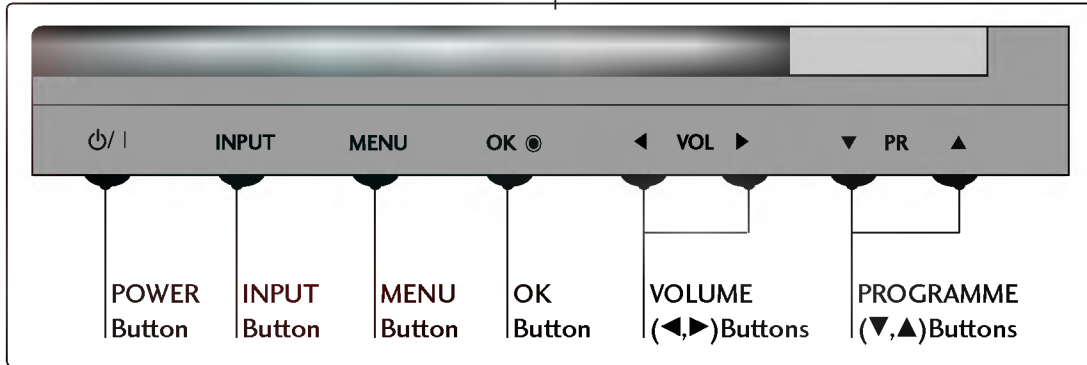 ⏻/ I INPUT MENU OK ◉ ◀ VOL ▶ ▼ PR ▲
POWER
Button
INPUT
Button
MENU
Button
OK
Button
VOLUME
(◀,▶)Buttons
PROGRAMME
(▼,▲)Buttons